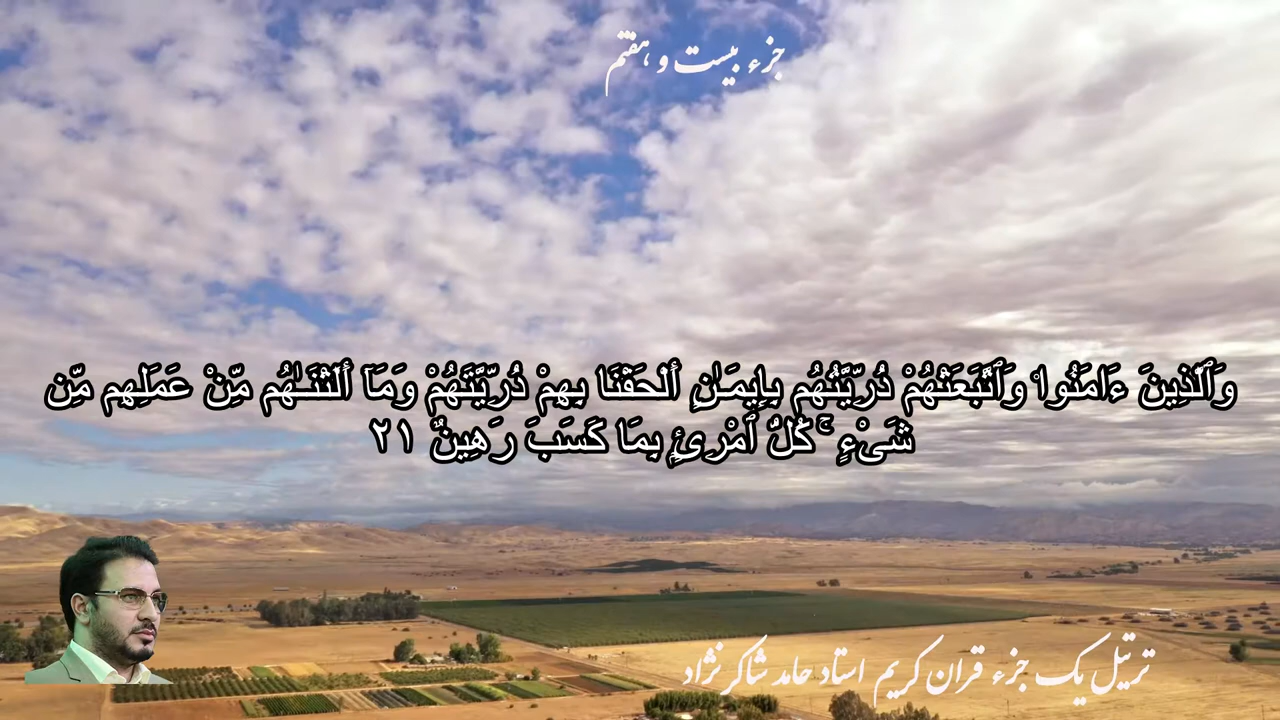 جزء بیست و هفتم
وَٱلَّذِينَ ءَامَنُوا۟ وَٱتَّبَعَتْهُمْ ذُرِّيَّتُهُم بِإِيمَـٰنٍ أَلْحَقْنَا بِهِمْ ذُرِّيَّتَهُمْ وَمَآ أَلَتْنَـٰهُم مِّنْ عَمَلِهِم مِّن
شَىْءٍ ۚ كُلُّ ٱمْرِئٍۭ بِمَا كَسَبَ رَهِينٌ ٢١
ترتیل یک جزء قران کریم استاد حامد شاکرنژاد